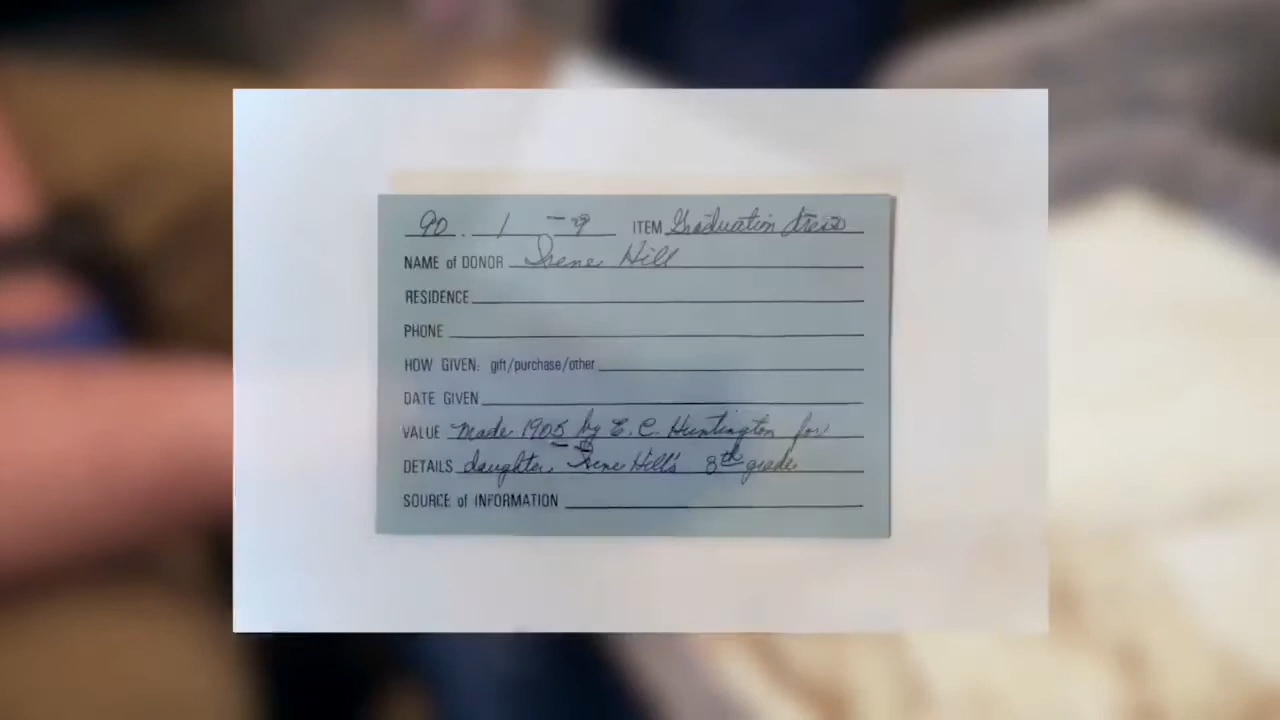 90. 1 - 9 ITEM Graduation dress
NAME of DONOR Irene Hill
RESIDENCE
PHONE
HOW GIVEN: gift/purchase/other
DATE GIVEN
VALUE Made 1905 by E. C. Huntington for
DETAILS daughter, Irene Hill's 8th grade
SOURCE of INFORMATION